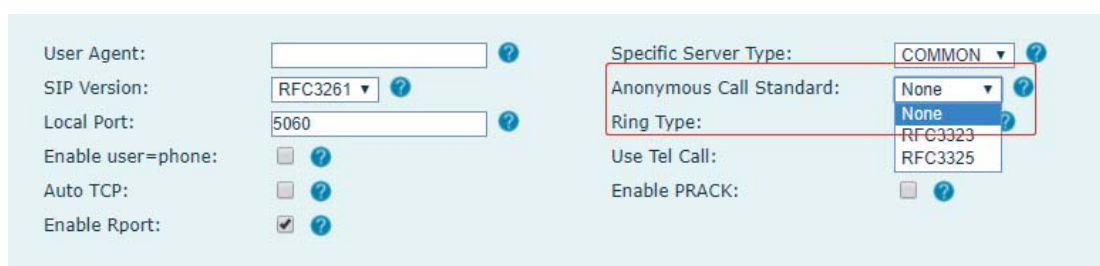 User Agent: Specific Server Type: COMMON
SIP Version: RFC3261 Anonymous Call Standard: None
None
Local Port: 5060 Ring Type:
RFC3323
Enable user=phone: Use Tel Call: RFC3325
Auto TCP: Enable PRACK:
Enable Rport: